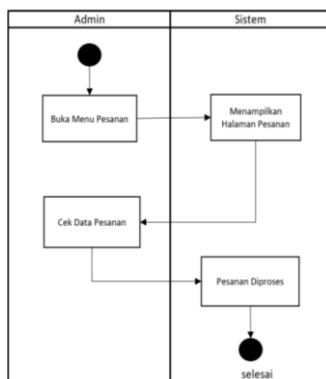 Admin
Sistem
Buka Menu Pesanan
Menampilkan
Halaman Pesanan
Cek Data Pesanan
Pesanan Diproses
selesai